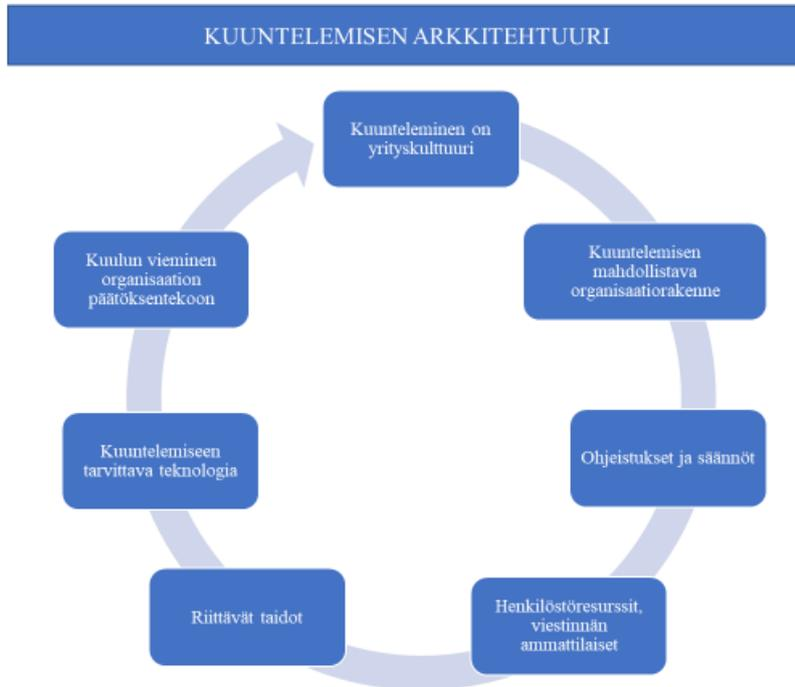 KUUNTELEMISEN ARKKITEHTUURI
Kuunteleminen on
yrityskulttuuri
Kuuntelemisen
mahdollistava
organisaatiorakenne
Ohjeistukset ja säännöt
Henkilöstöresurssit,
viestinnän
ammattilaiset
Riittävät taidot
Kuuntelemiseen
tarvittava teknologia
Kuulun vieminen
organisaation
päätöksentekoon